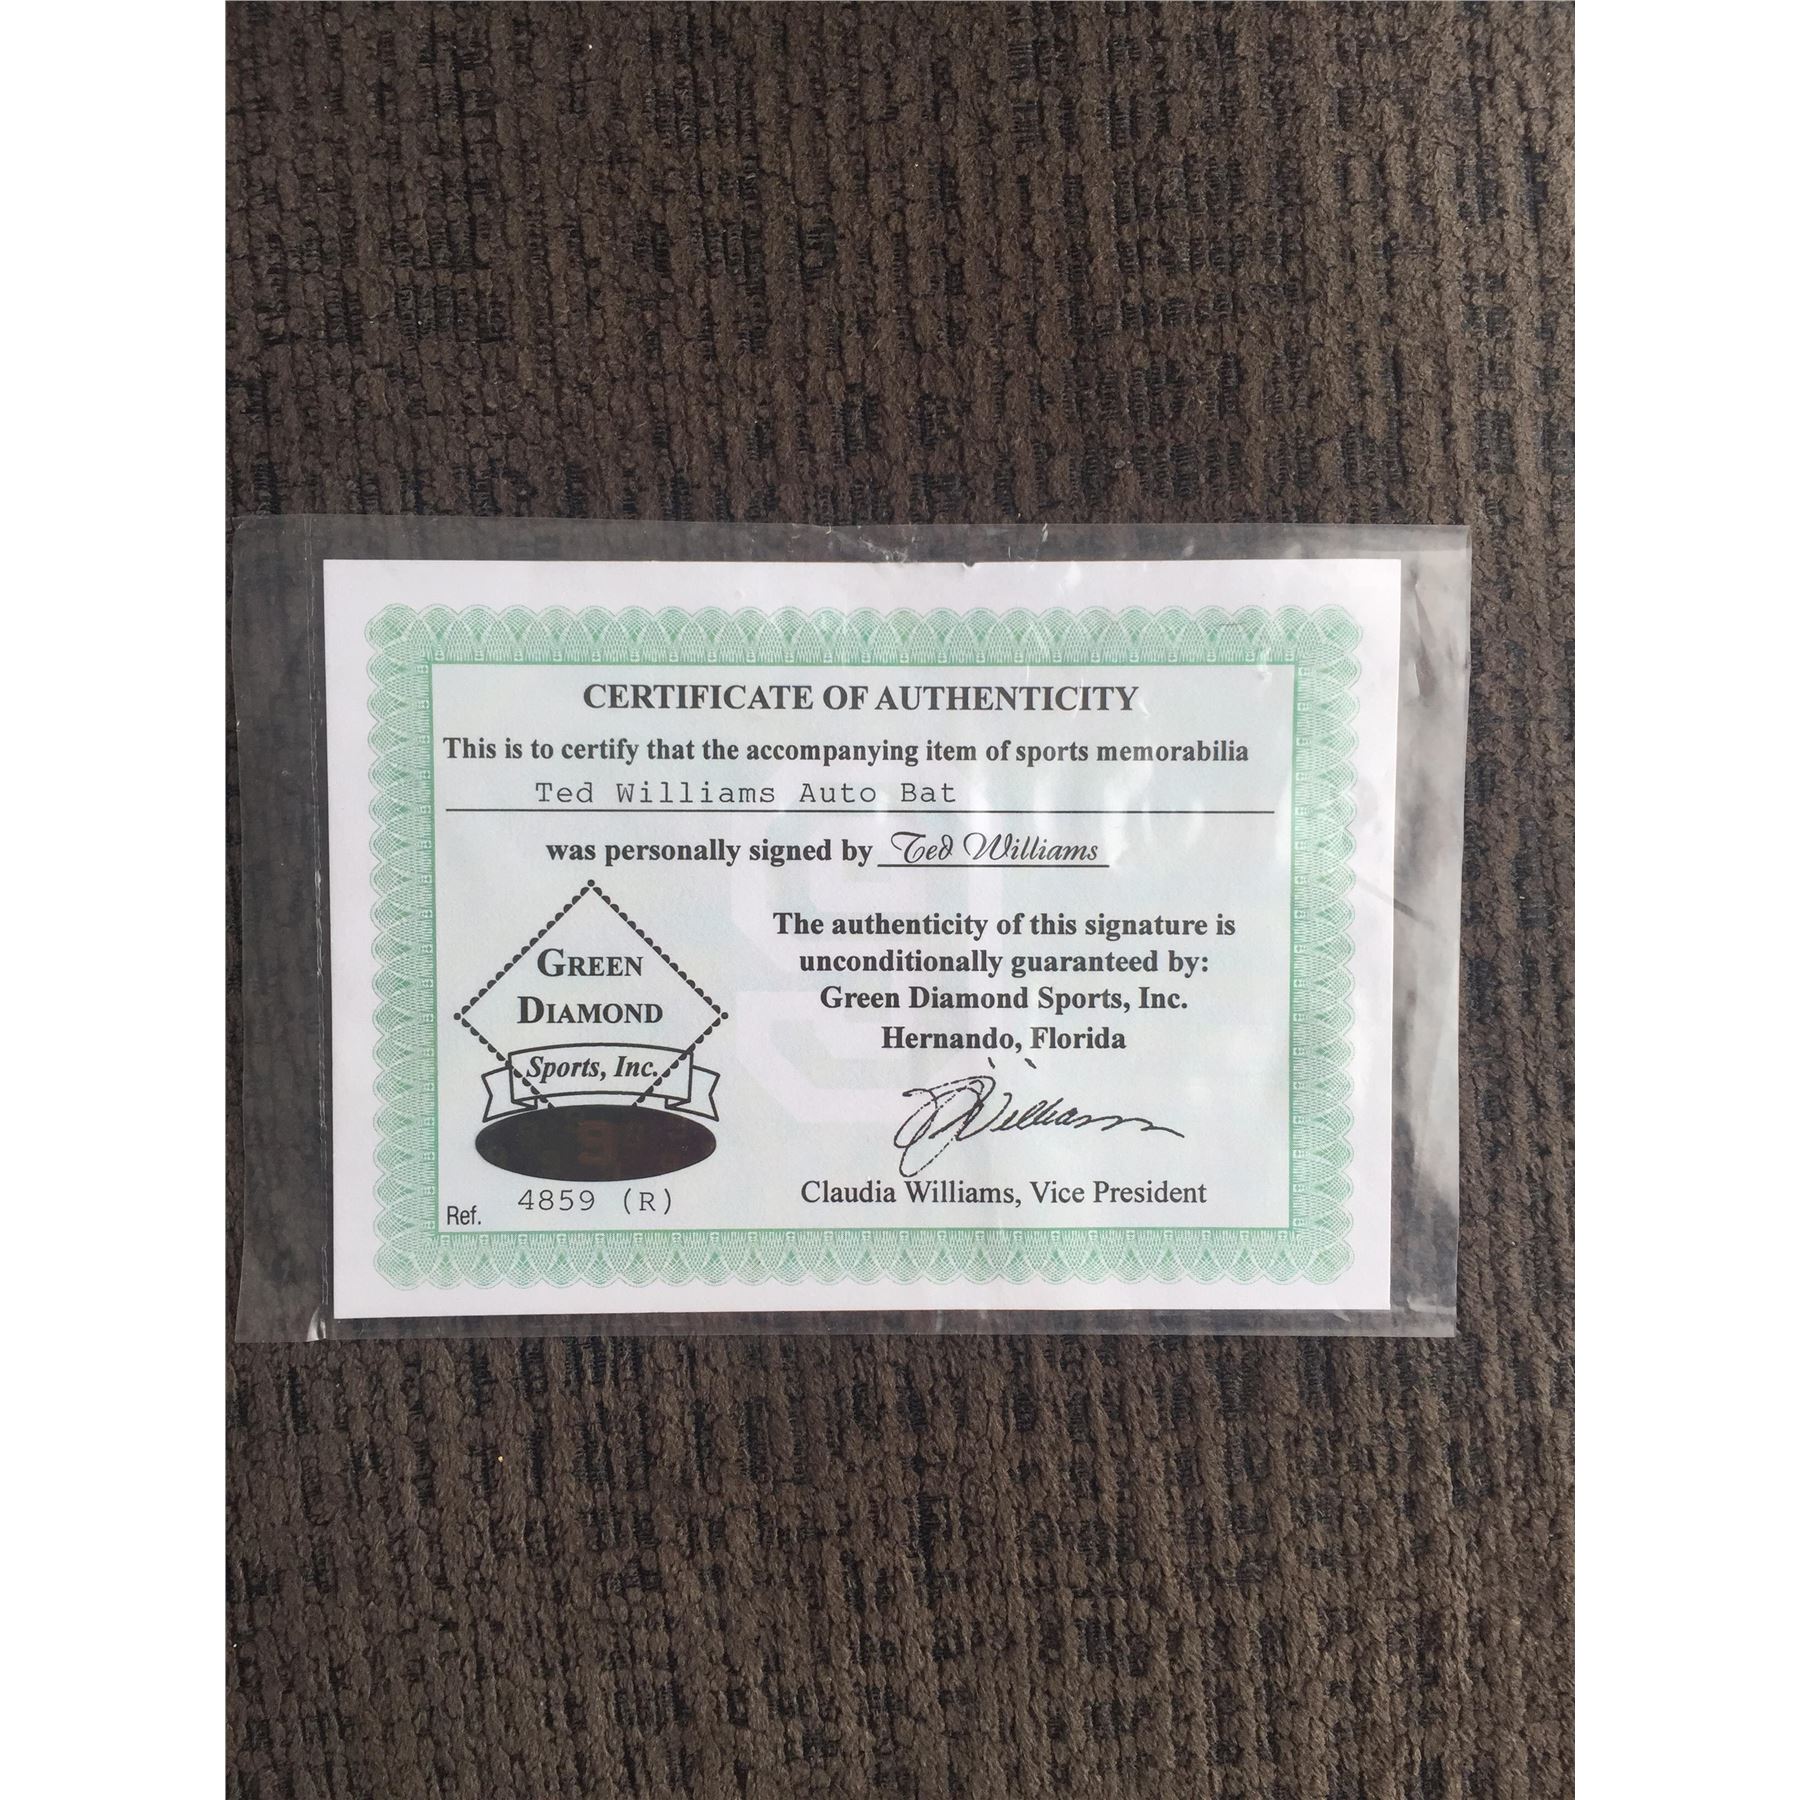 CERTIFICATE OF AUTHENTICITY
This is to certify that the accompanying item of sports memorabilia
Ted Williams Auto Bat
was personally signed by Ted Williams
GREEN
DIAMOND
Sports, Inc.
9
Ref. 4859 (R)
The authenticity of this signature is
unconditionally guaranteed by:
Green Diamond Sports, Inc.
Hernando, Florida
Williams
Claudia Williams, Vice President